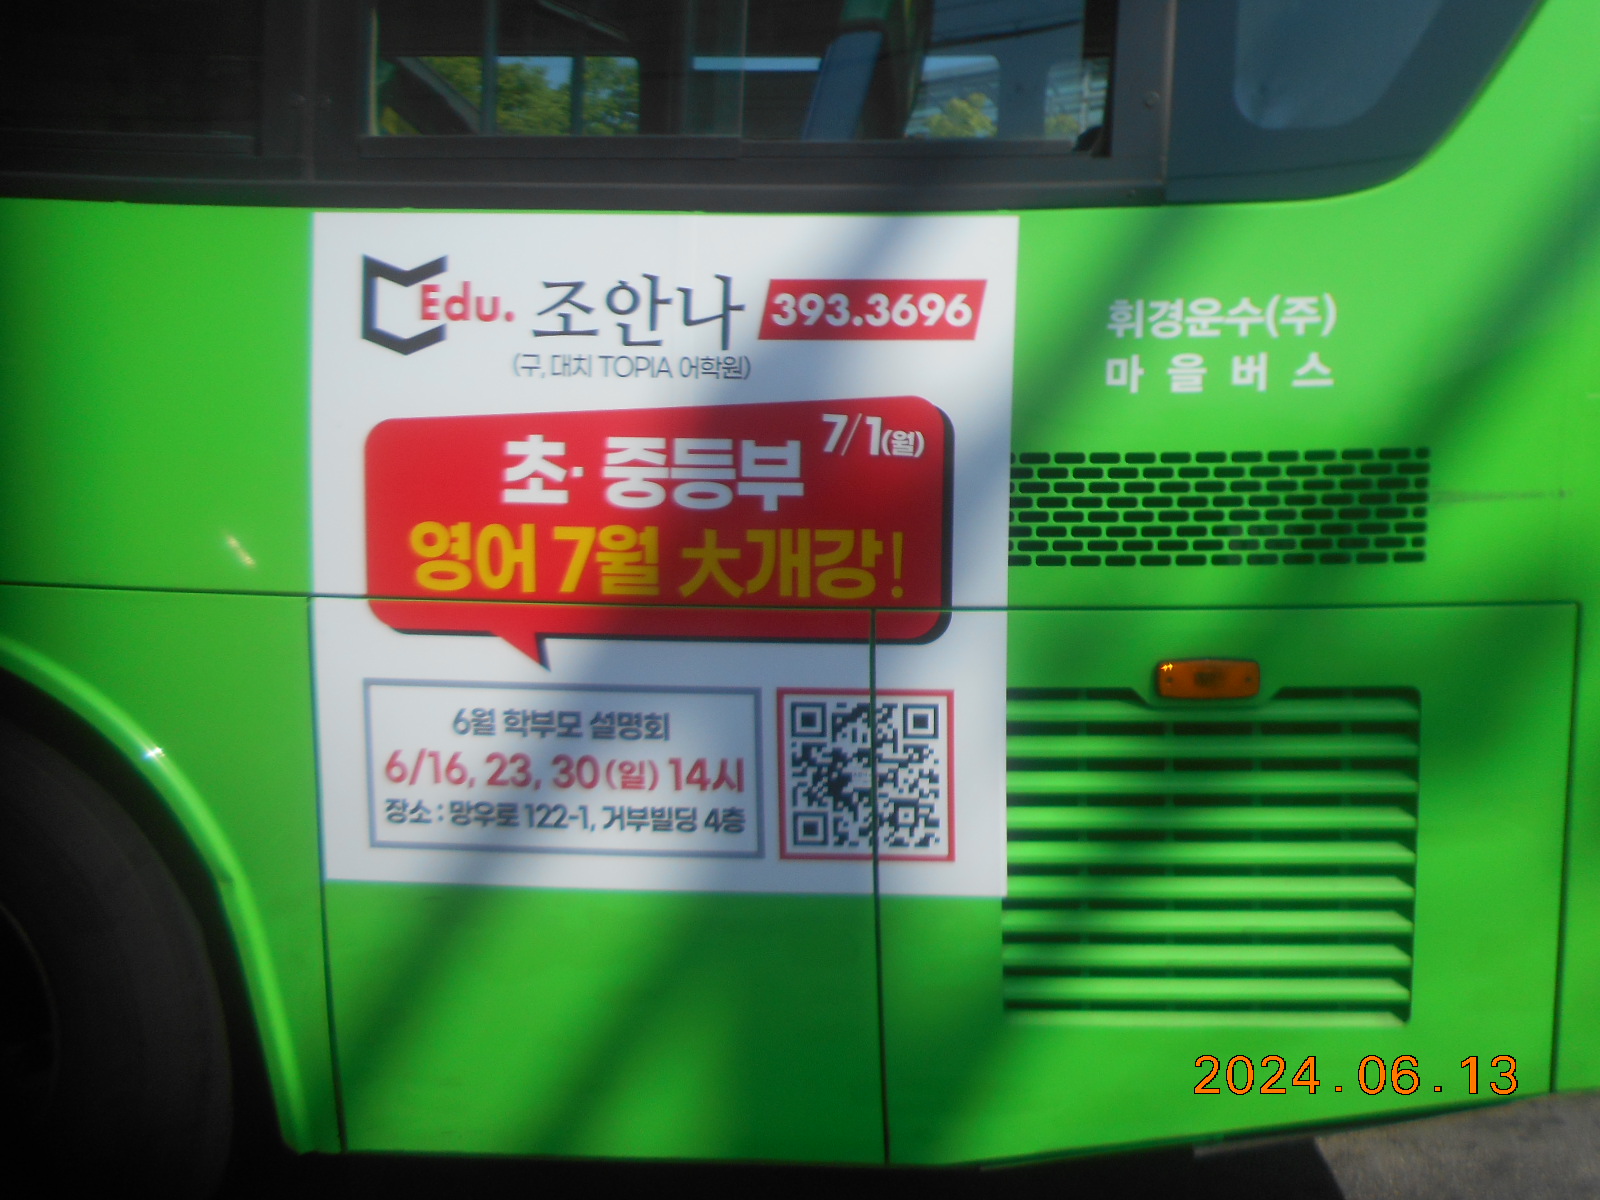 Edu. 조안나 393.3696
(구, 대치 TOPIA 어학원)
7/1(월)
초·중등부
영어 7월 大개강!
6월 학부모 설명회
6/16, 23, 30(일) 14시
장소 : 망우로 122-1, 거부빌딩 4층
휘경운수(주)
마을버스
2024.06.13